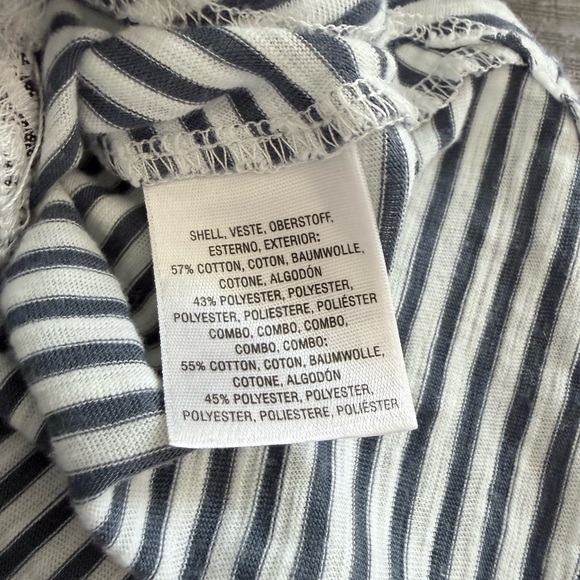 SHELL, VESTE, OBERSTOFF,
ESTERNO, EXTERIOR:
57% COTTON, COTON, BAUMWOLLE,
COTONE, ALGODÓN
43% POLYESTER, POLYESTER,
POLYESTER, POLIESTERE, POLIÉSTER
COMBO, COMBO, COMBO,
COMBO, COMBO:
55% COTTON, COTON, BAUMWOLLE,
COTONE, ALGODÓN
45% POLYESTER, POLYESTER,
POLYESTER, POLIESTERE, POLIÉSTER